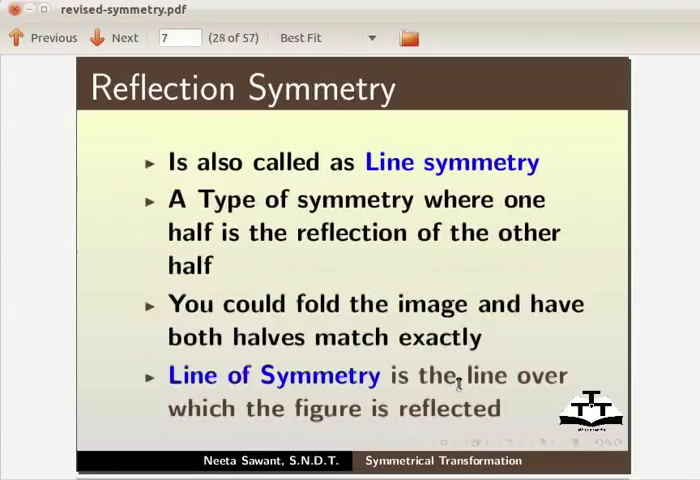 revised-symmetry.pdf
Previous Next 7 (28 of 57) Best Fit
Reflection Symmetry
Is also called as Line symmetry
A Type of symmetry where one
half is the reflection of the other
half
You could fold the image and have
both halves match exactly
Line of Symmetry is the line over
which the figure is reflected
Neeta Sawant, S.N.D.T. Symmetrical Transformation